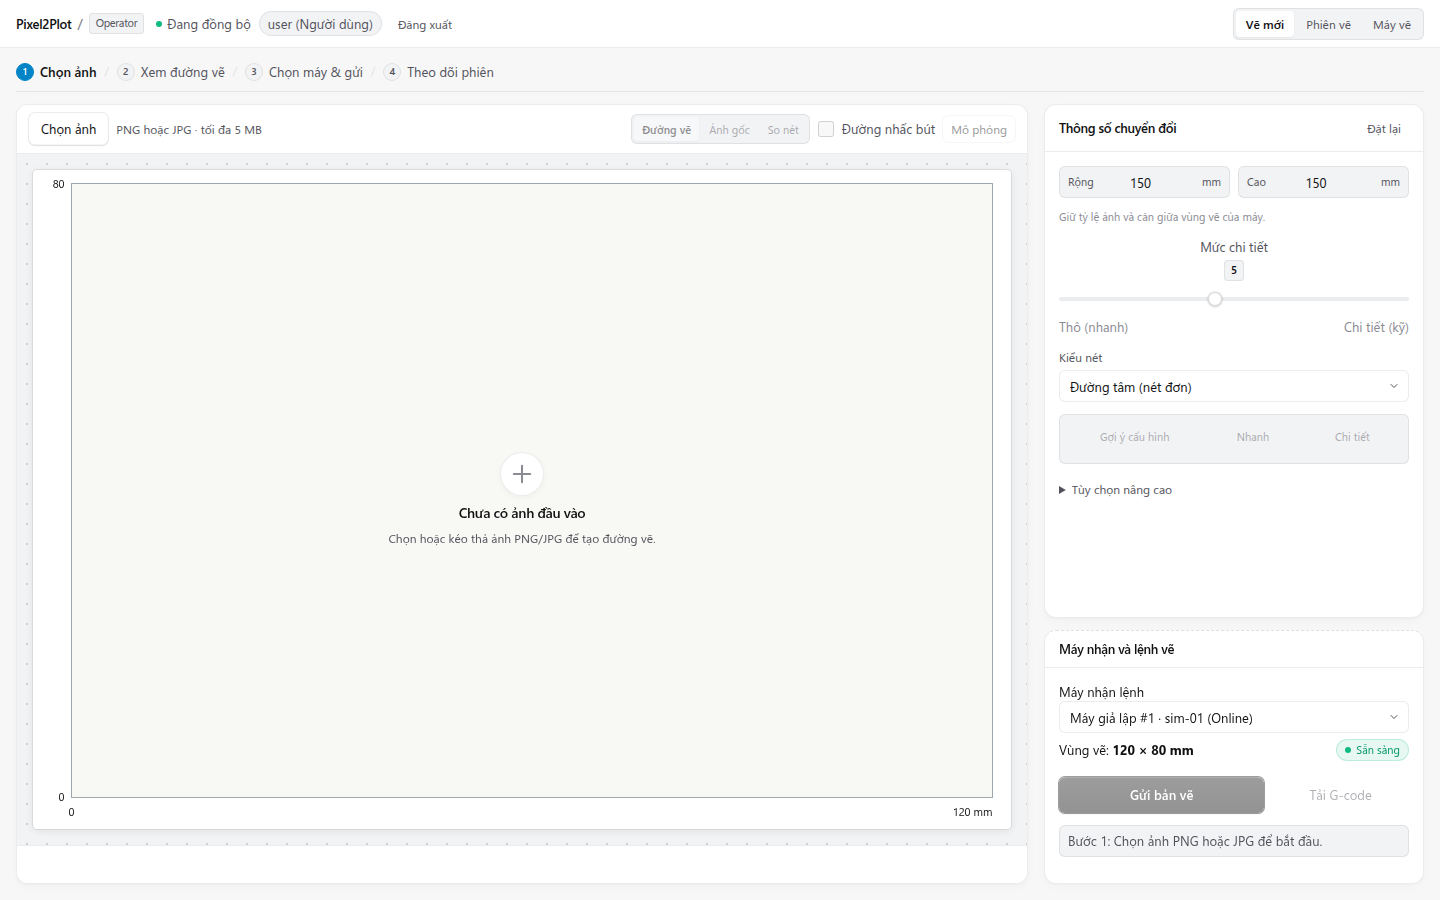 Pixel2Plot / Operator Đang đồng bộ user (Người dùng) Đăng xuất Vẽ mới Phiên vẽ Máy vẽ
1 Chọn ảnh / 2 Xem đường vẽ / 3 Chọn máy & gửi / 4 Theo dõi phiên
Chọn ảnh PNG hoặc JPG · tối đa 5 MB Đường vẽ Ảnh gốc So nét Đường nhấc bút Mô phỏng
80
Chưa có ảnh đầu vào
Chọn hoặc kéo thả ảnh PNG/JPG để tạo đường vẽ.
0
0 120 mm
Thông số chuyển đổi Đặt lại
Rộng 150 mm Cao 150 mm
Giữ tỷ lệ ảnh và căn giữa vùng vẽ của máy.
Mức chi tiết
5
Thô (nhanh) Chi tiết (kỹ)
Kiểu nét
Đường tâm (nét đơn)
Gợi ý cấu hình Nhanh Chi tiết
Tùy chọn nâng cao
Máy nhận và lệnh vẽ
Máy nhận lệnh
Máy giả lập #1 · sim-01 (Online)
Vùng vẽ: 120 × 80 mm Sẵn sàng
Gửi bản vẽ Tải G-code
Bước 1: Chọn ảnh PNG hoặc JPG để bắt đầu.